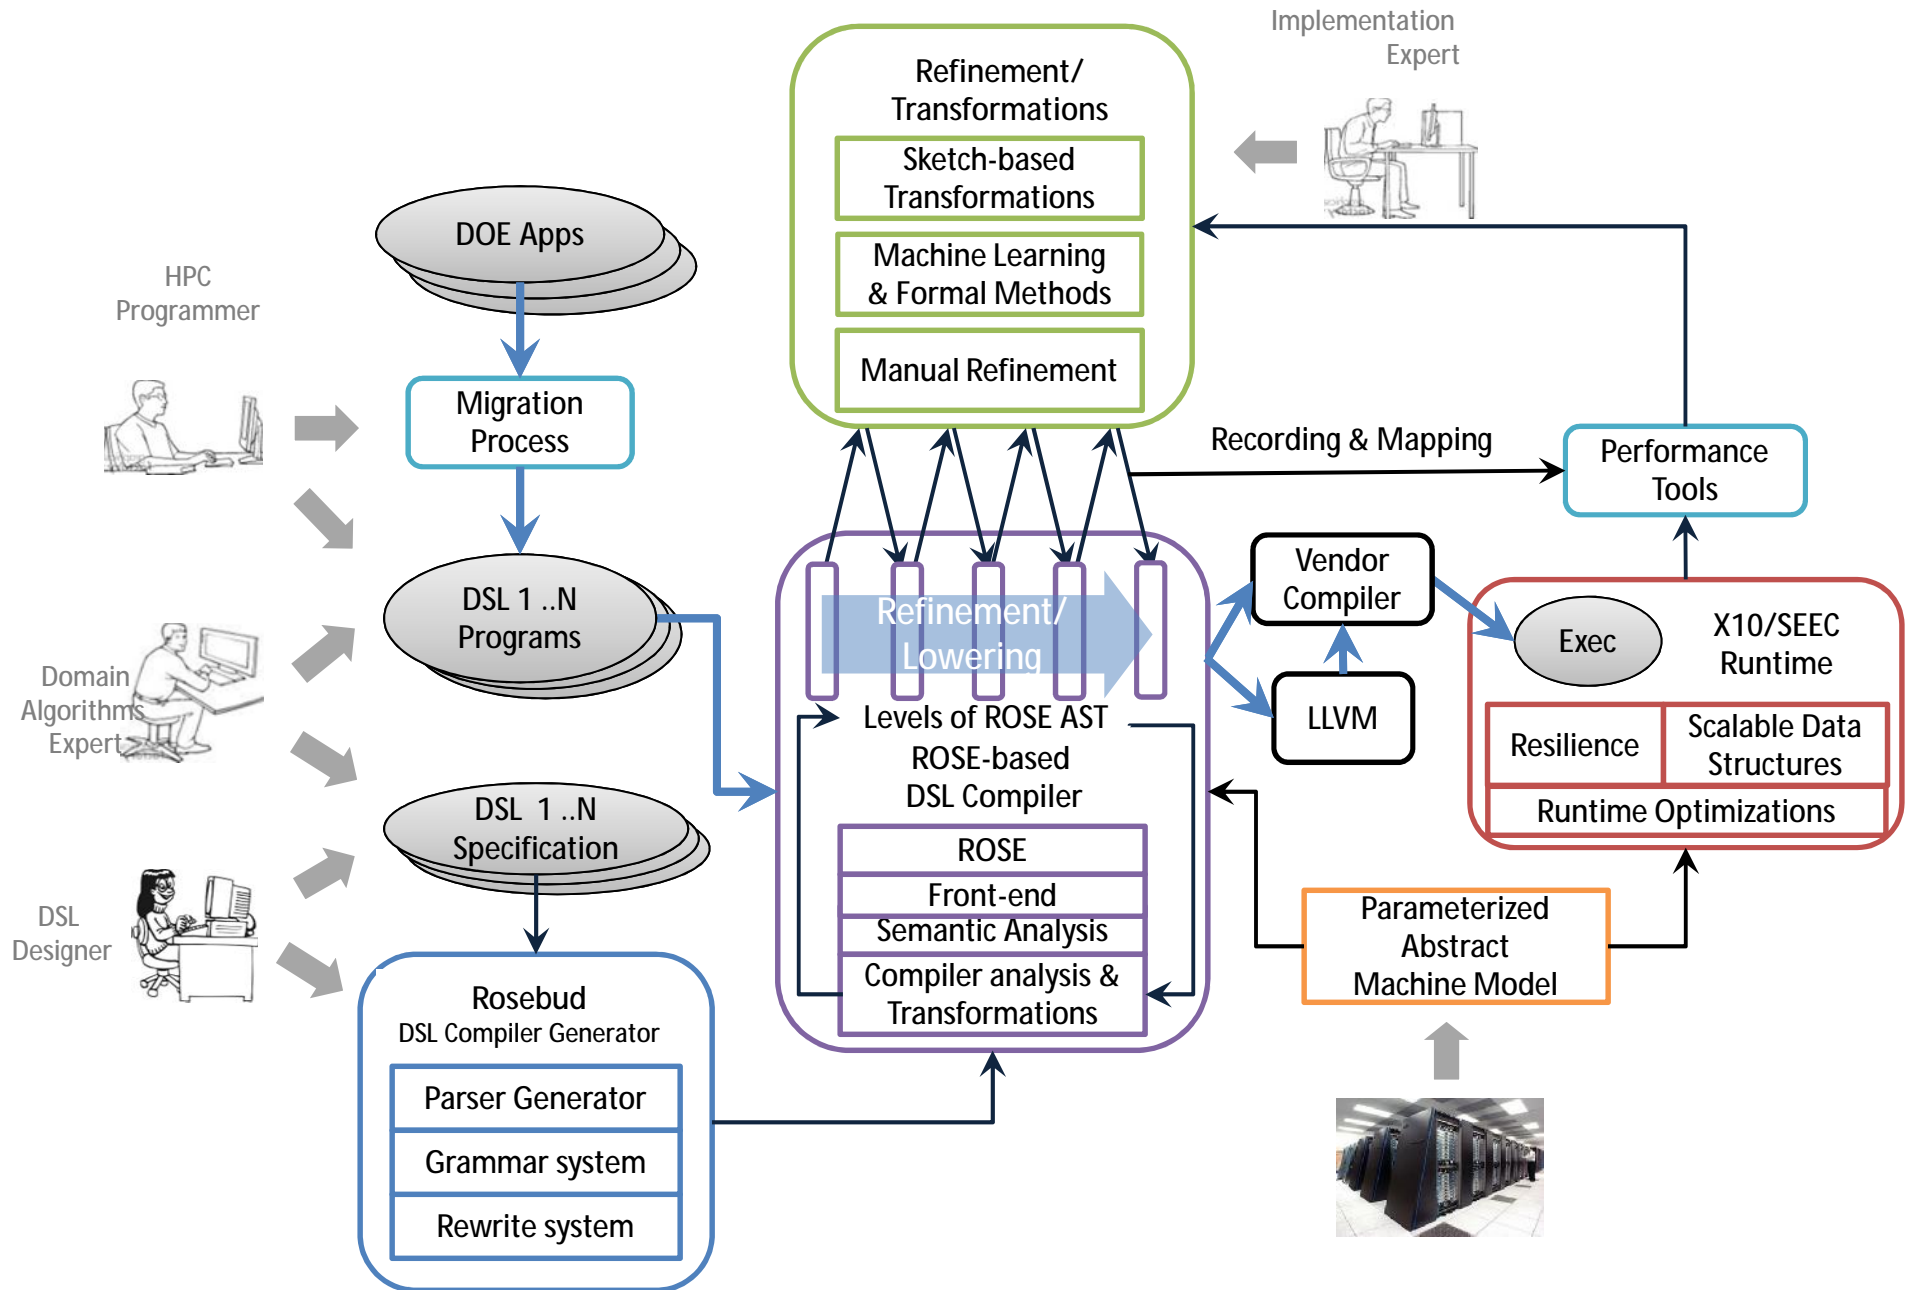 Implementation
Expert
Refinement/
Transformations
Sketch-based
Transformations
Machine Learning
& Formal Methods
Manual Refinement
DOE Apps
HPC
Programmer
Migration
Process
Recording & Mapping
Performance
Tools
DSL 1 ..N
Programs
Refinement/
Lowering
Vendor
Compiler
LLVM
Exec
X10/SEEC
Runtime
Resilience
Scalable Data
Structures
Runtime Optimizations
Domain
Algorithms
Expert
Levels of ROSE AST
ROSE-based
DSL Compiler
ROSE
Front-end
Semantic Analysis
Compiler analysis &
Transformations
DSL 1 ..N
Specification
DSL
Designer
Parameterized
Abstract
Machine Model
Rosebud
DSL Compiler Generator
Parser Generator
Grammar system
Rewrite system